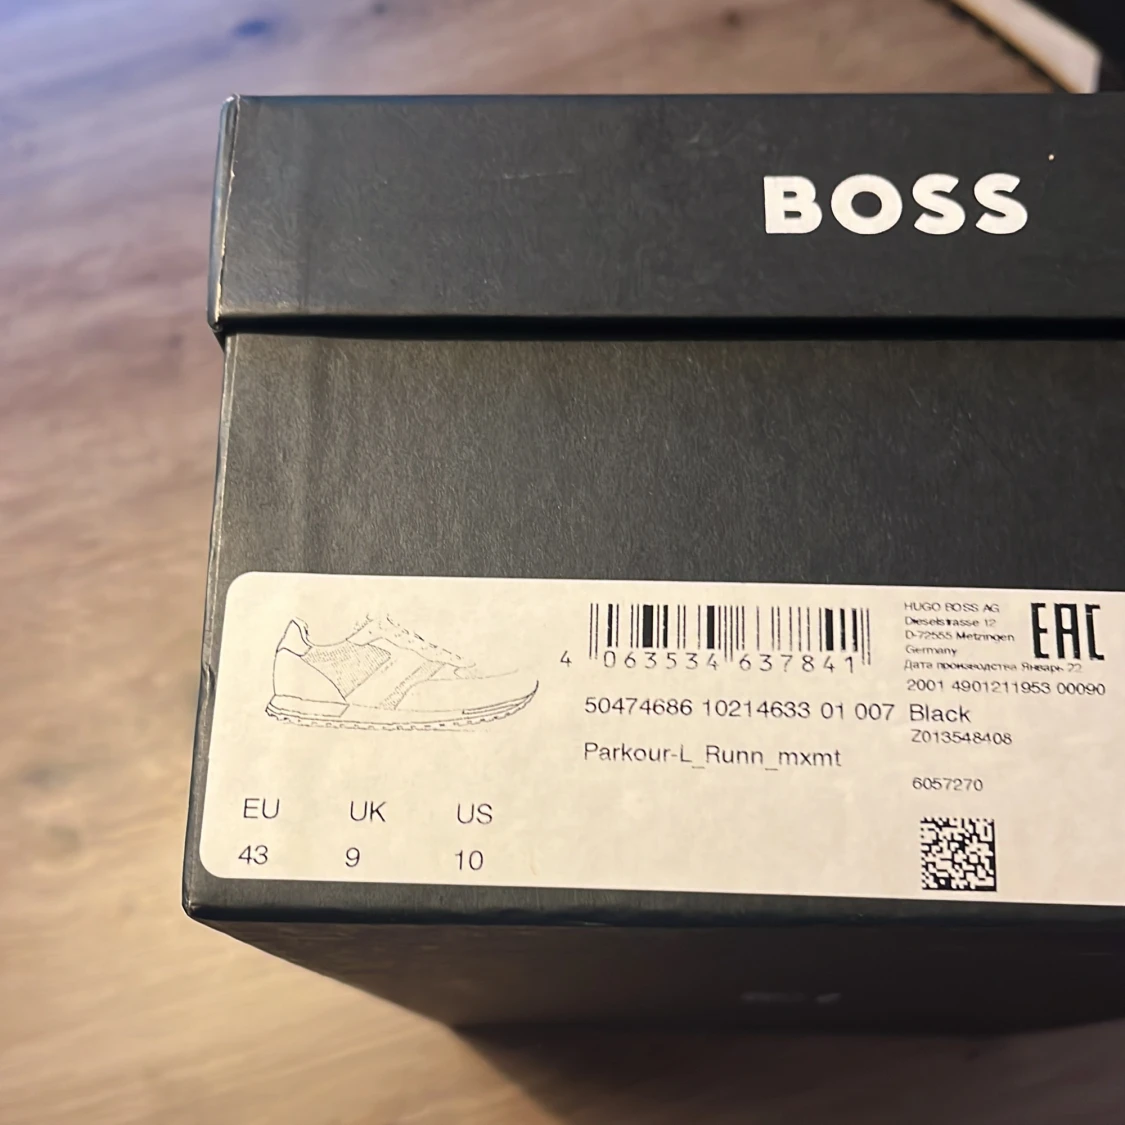 BOSS
4 063534 637841
50474686 10214633 01 007 Black
Parkour-L_Runn_mxmt
HUGO BOSS AG
Dieselstrasse 12
D-72555 Metzingen
Germany
Дата производства Январь 22
2001 4901211953 00090
Z013548408
6057270
EAC
EU UK US
43 9 10